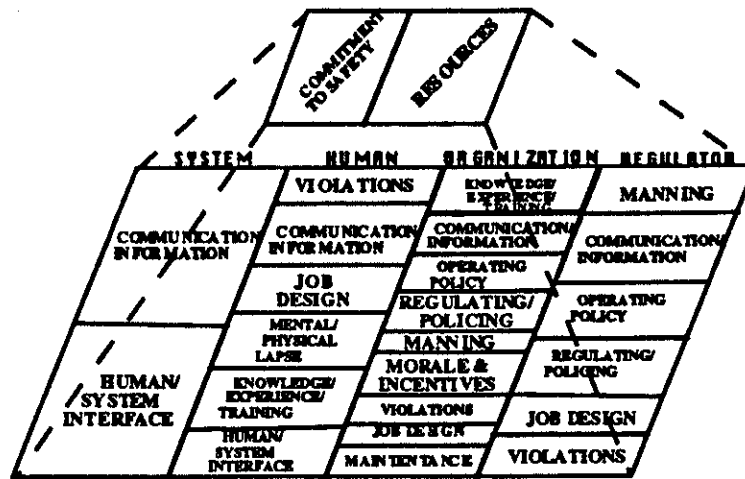 COMMITMENT
TO SAFETY
RESOURCES
SYSTEM
HUMAN
ORGANIZATION
REGULATOR
COMMUNICATION
INFORMATION
HUMAN/
SYSTEM
INTERFACE
VIOLATIONS
COMMUNICATION/
INFORMATION
JOB
DESIGN
MENTAL/
PHYSICAL
LAPSE
KNOWLEDGE/
EXPERIENCE/
TRAINING
HUMAN/
SYSTEM
INTERFACE
KNOWLEDGE/
EXPERIENCE/
TRAINING
COMMUNICATION/
INFORMATION
OPERATING
POLICY
REGULATING/
POLICING
MANNING
MORALE &
INCENTIVES
VIOLATIONS
JOB DESIGN
MAINTENTANCE
MANNING
COMMUNICATION/
INFORMATION
OPERATING
POLICY
REGULATING/
POLICING
JOB DESIGN
VIOLATIONS